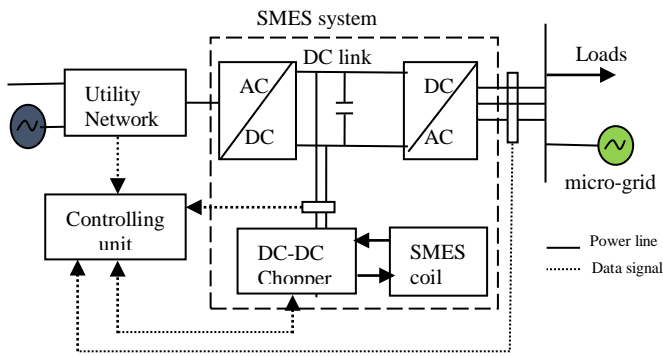 SMES system
DC link
Loads
AC
DC
DC
AC
Utility
Network
micro-grid
Controlling
unit
DC-DC
Chopper
SMES
coil
Power line
Data signal